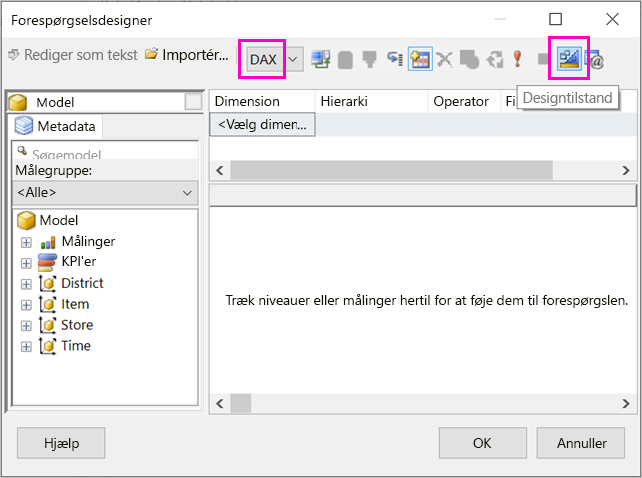 Forespørgselsdesigner
Rediger som tekst Importér... DAX
Designtilstand
Model
Metadata
Søgemodel
Målegruppe:
<Alle>
Model
Målinger
KPI'er
District
Item
Store
Time
Dimension Hierarki Operator Fi
<Vælg dimen...
Træk niveauer eller målinger hertil for at føje dem til forespørgslen.
Hjælp OK Annuller